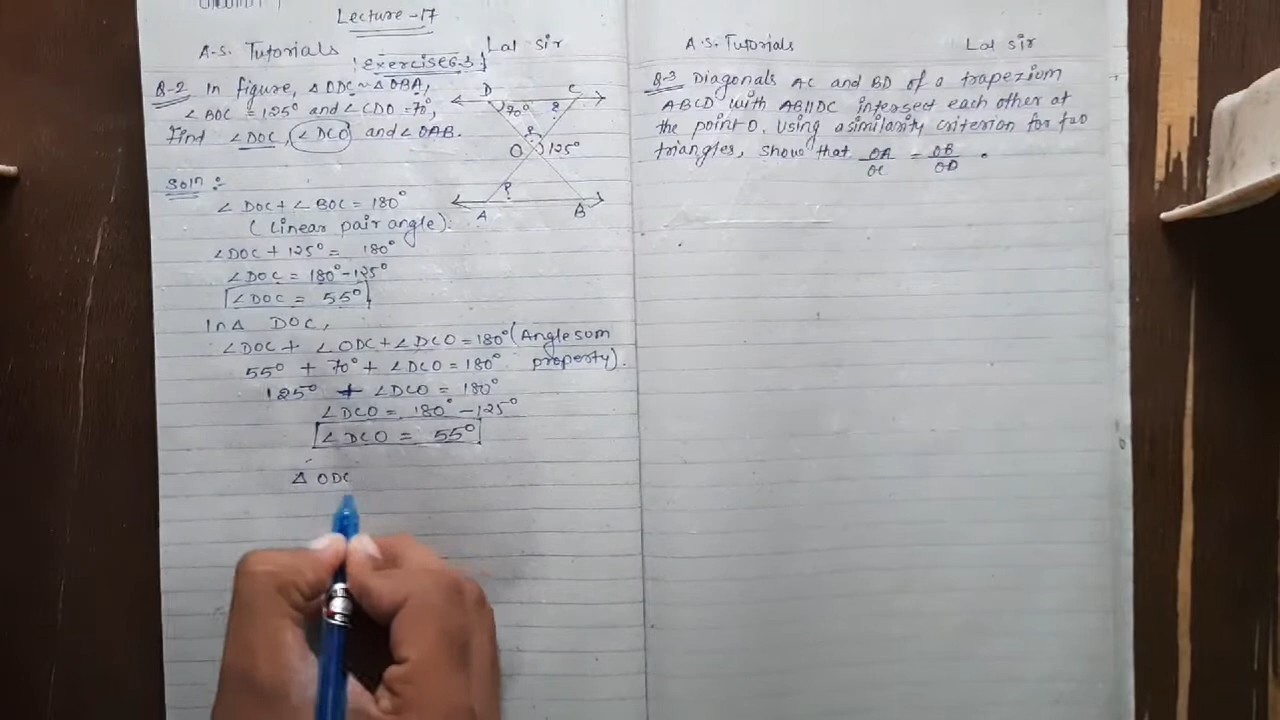 Lecture-17
A.S. Tutorials Lal sir
Exercise 6.3
Q-2 In figure, △ ODC ~ △ OBA,
∠ BOC = 125° and ∠ CDO = 70°,
Find ∠DOC, ∠DCO and ∠OAB.
D C
70° ?
?
O 125°
?
A B
Soln:-
∠ DOC + ∠ BOC = 180°
(Linear pair angle).
∠DOC + 125° = 180°
∠DOC = 180° - 125°
∠DOC = 55°
In △ DOC,
∠DOC + ∠ODC + ∠DCO = 180° (Angle sum
property).
55° + 70° + ∠DCO = 180°
125° + ∠DCO = 180°
∠DCO = 180° - 125°
∠DCO = 55°
△ ODC
A.S. Tutorials Lal sir
Q-3 Diagonals AC and BD of a trapezium
ABCD with AB||DC intersect each other at
the point O. Using a similarity criterion for two
triangles, show that OA/OC = OB/OD.